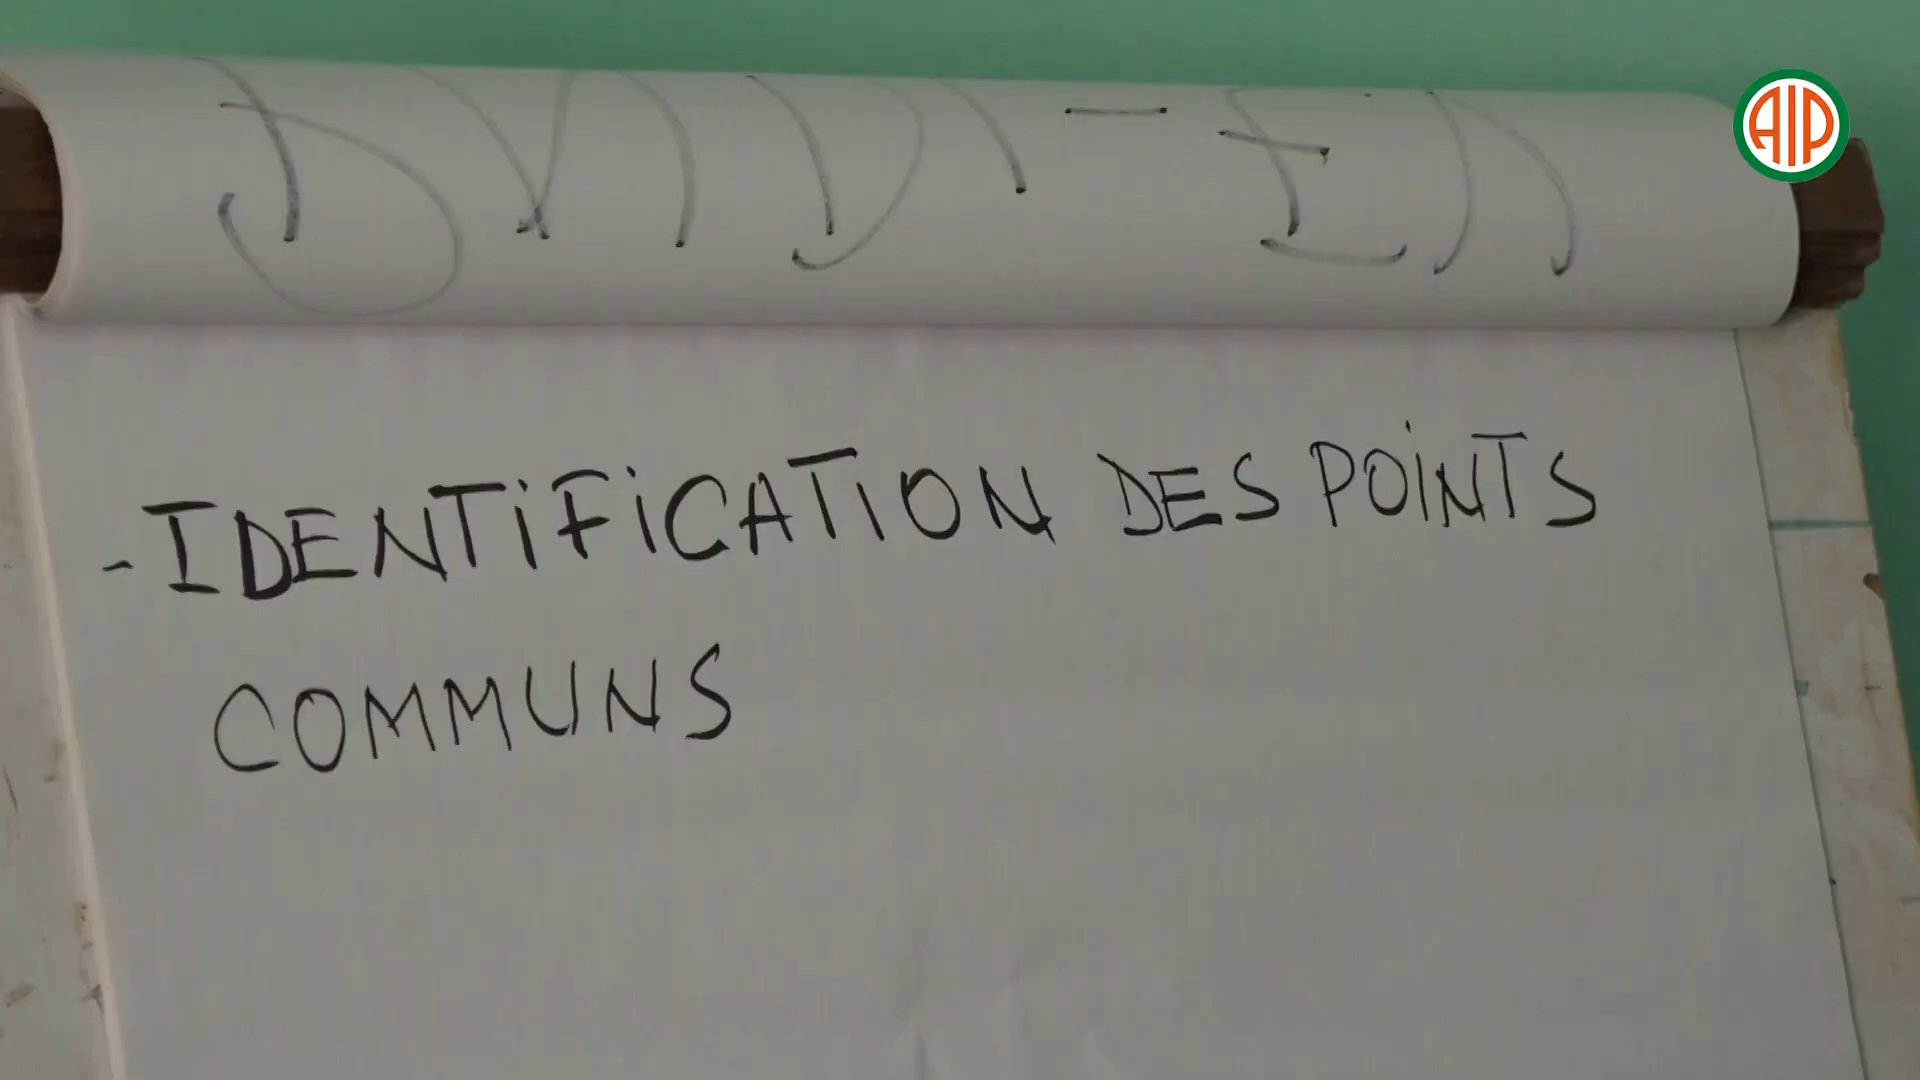 AIP
- IDENTIFICATION DES POINTS
COMMUNS